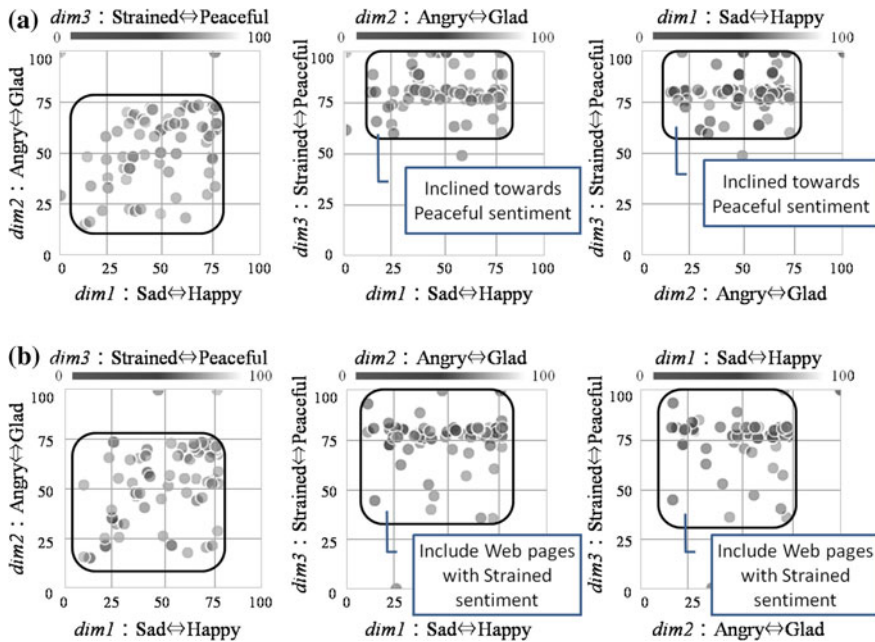 (a)
dim3 : Strained⇔Peaceful
0 100
100
75
50
25
0
dim2 : Angry⇔Glad
0 25 50 75 100
dim1 : Sad⇔Happy
dim2 : Angry⇔Glad
0 100
100
75
50
25
0
dim3 : Strained⇔Peaceful
Inclined towards
Peaceful sentiment
0 25 50 75 100
dim1 : Sad⇔Happy
dim1 : Sad⇔Happy
0 100
100
75
50
25
0
dim3 : Strained⇔Peaceful
Inclined towards
Peaceful sentiment
0 25 50 75 100
dim2 : Angry⇔Glad
(b)
dim3 : Strained⇔Peaceful
0 100
100
75
50
25
0
dim2 : Angry⇔Glad
0 25 50 75 100
dim1 : Sad⇔Happy
dim2 : Angry⇔Glad
0 100
100
75
50
25
0
dim3 : Strained⇔Peaceful
Include Web pages
with Strained
sentiment
0 25
dim1 : Sad⇔Happy
dim1 : Sad⇔Happy
0 100
100
75
50
25
0
dim3 : Strained⇔Peaceful
Include Web pages
with Strained
sentiment
0 25
dim2 : Angry⇔Glad